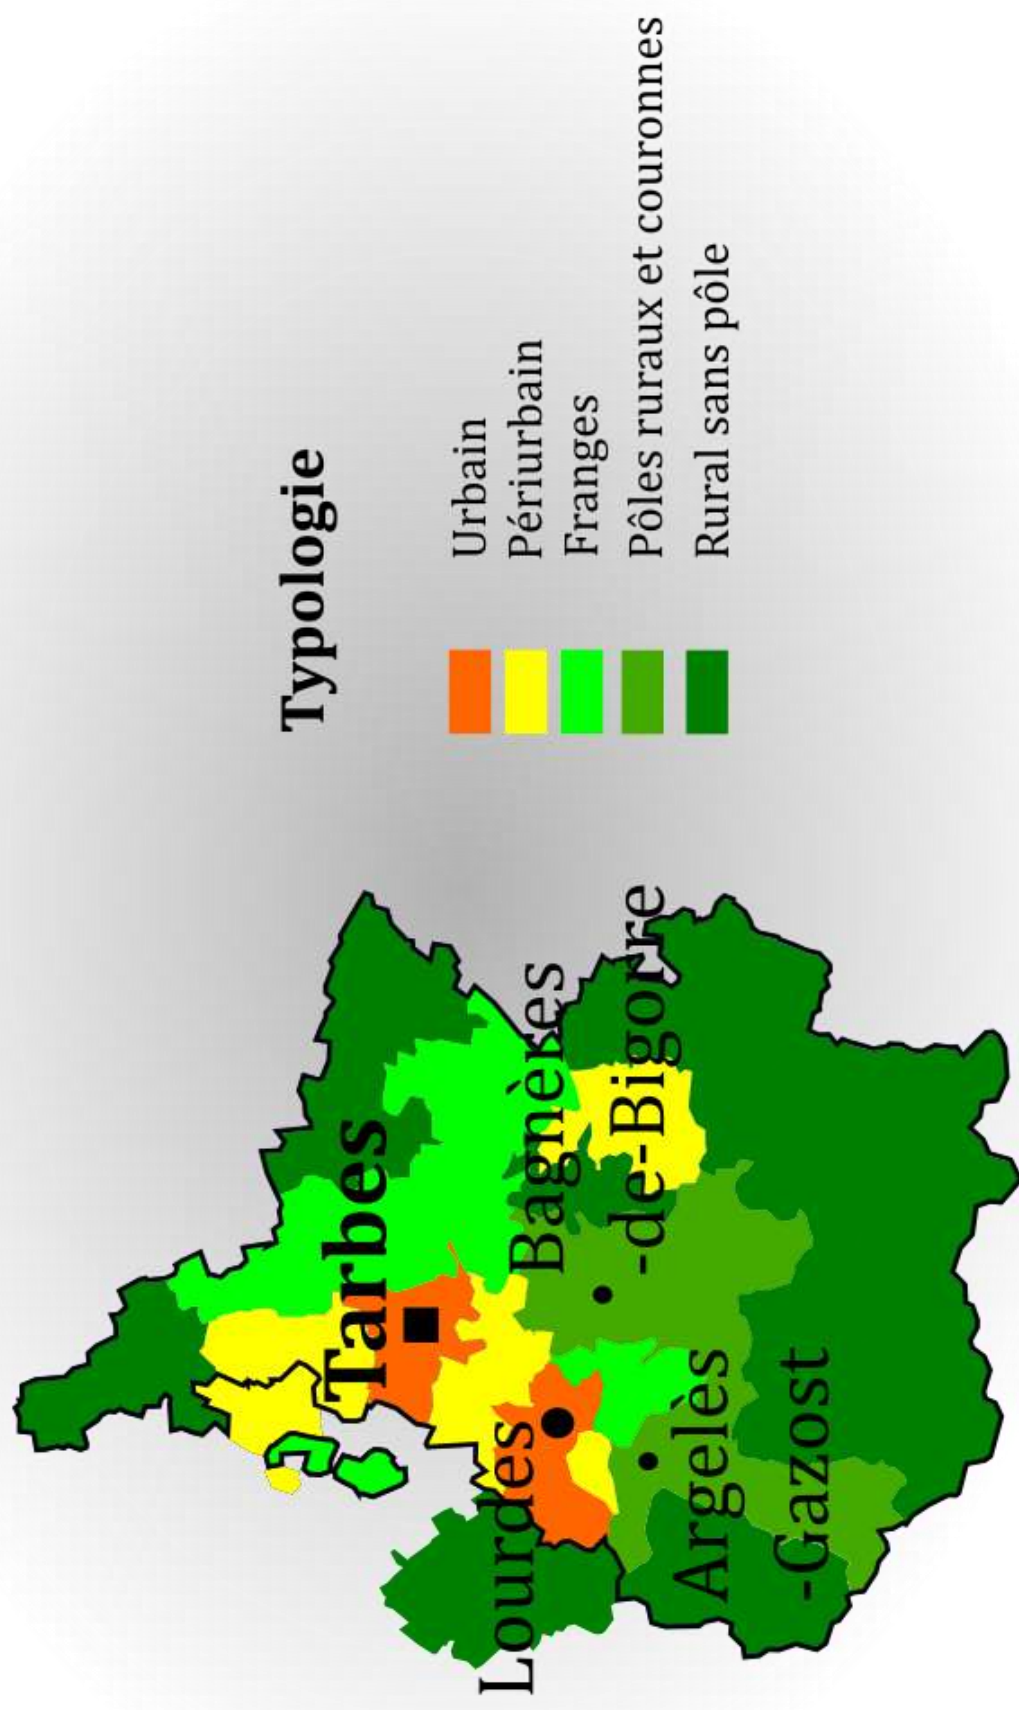 Typologie
Urbain
Périurbain
Franges
Pôles ruraux et couronnes
Rural sans pôle
Tarbes
Lourdes
Bagnères
-de-Bigorre
Argelès
-Gazost